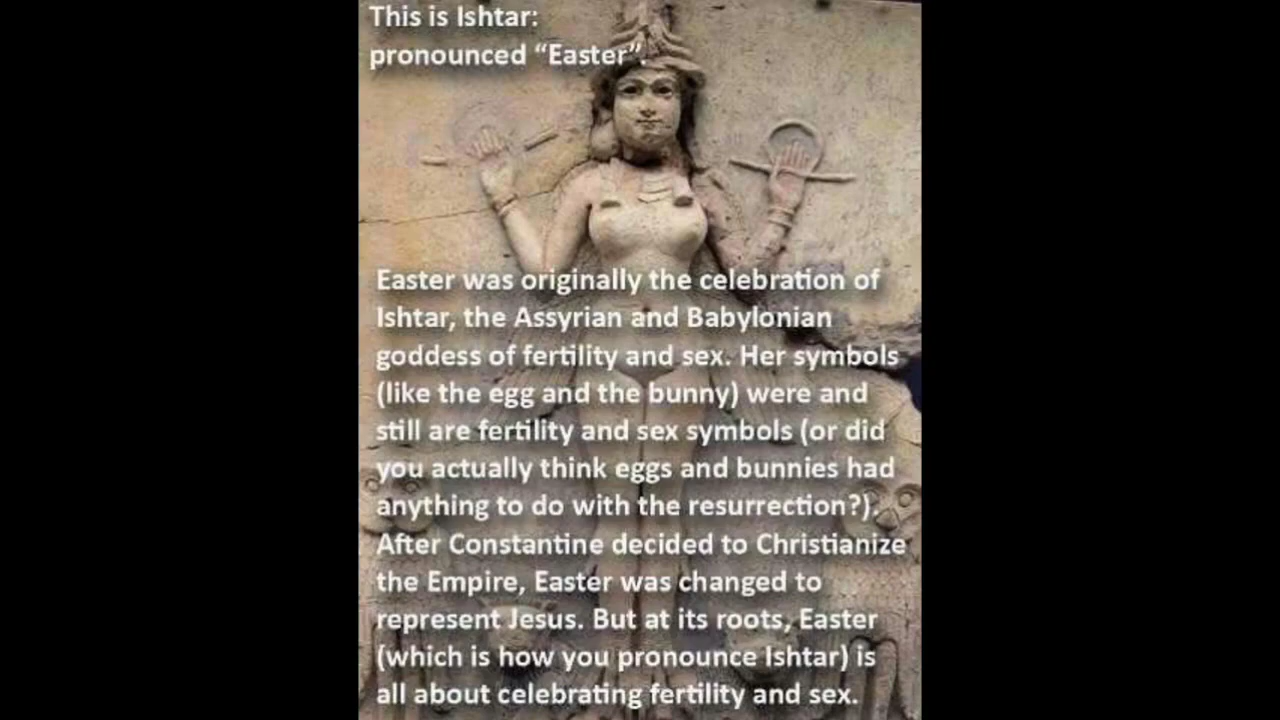 This is Ishtar:
pronounced “Easter”.
Easter was originally the celebration of
Ishtar, the Assyrian and Babylonian
goddess of fertility and sex. Her symbols
(like the egg and the bunny) were and
still are fertility and sex symbols (or did
you actually think eggs and bunnies had
anything to do with the resurrection?).
After Constantine decided to Christianize
the Empire, Easter was changed to
represent Jesus. But at its roots, Easter
(which is how you pronounce Ishtar) is
all about celebrating fertility and sex.